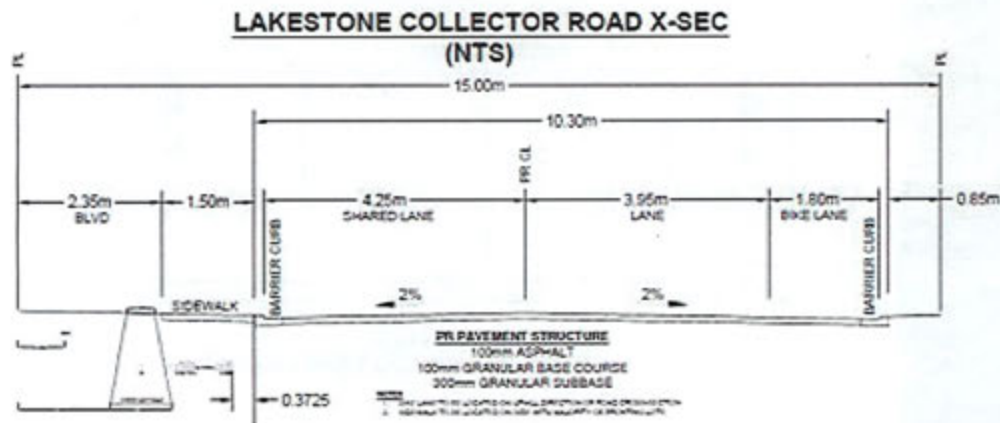 LAKESTONE COLLECTOR ROAD X-SEC
(NTS)
PL
PL
15.00m
10.30m
PR CL
2.35m
BLVD
1.50m
4.25m
SHARED LANE
3.95m
LANE
1.80m
BIKE LANE
0.85m
BARRIER CURB
BARRIER CURB
SIDEWALK
2%
2%
PR PAVEMENT STRUCTURE
100mm ASPHALT
100mm GRANULAR BASE COURSE
300mm GRANULAR SUBBASE
0.3725
NOTES